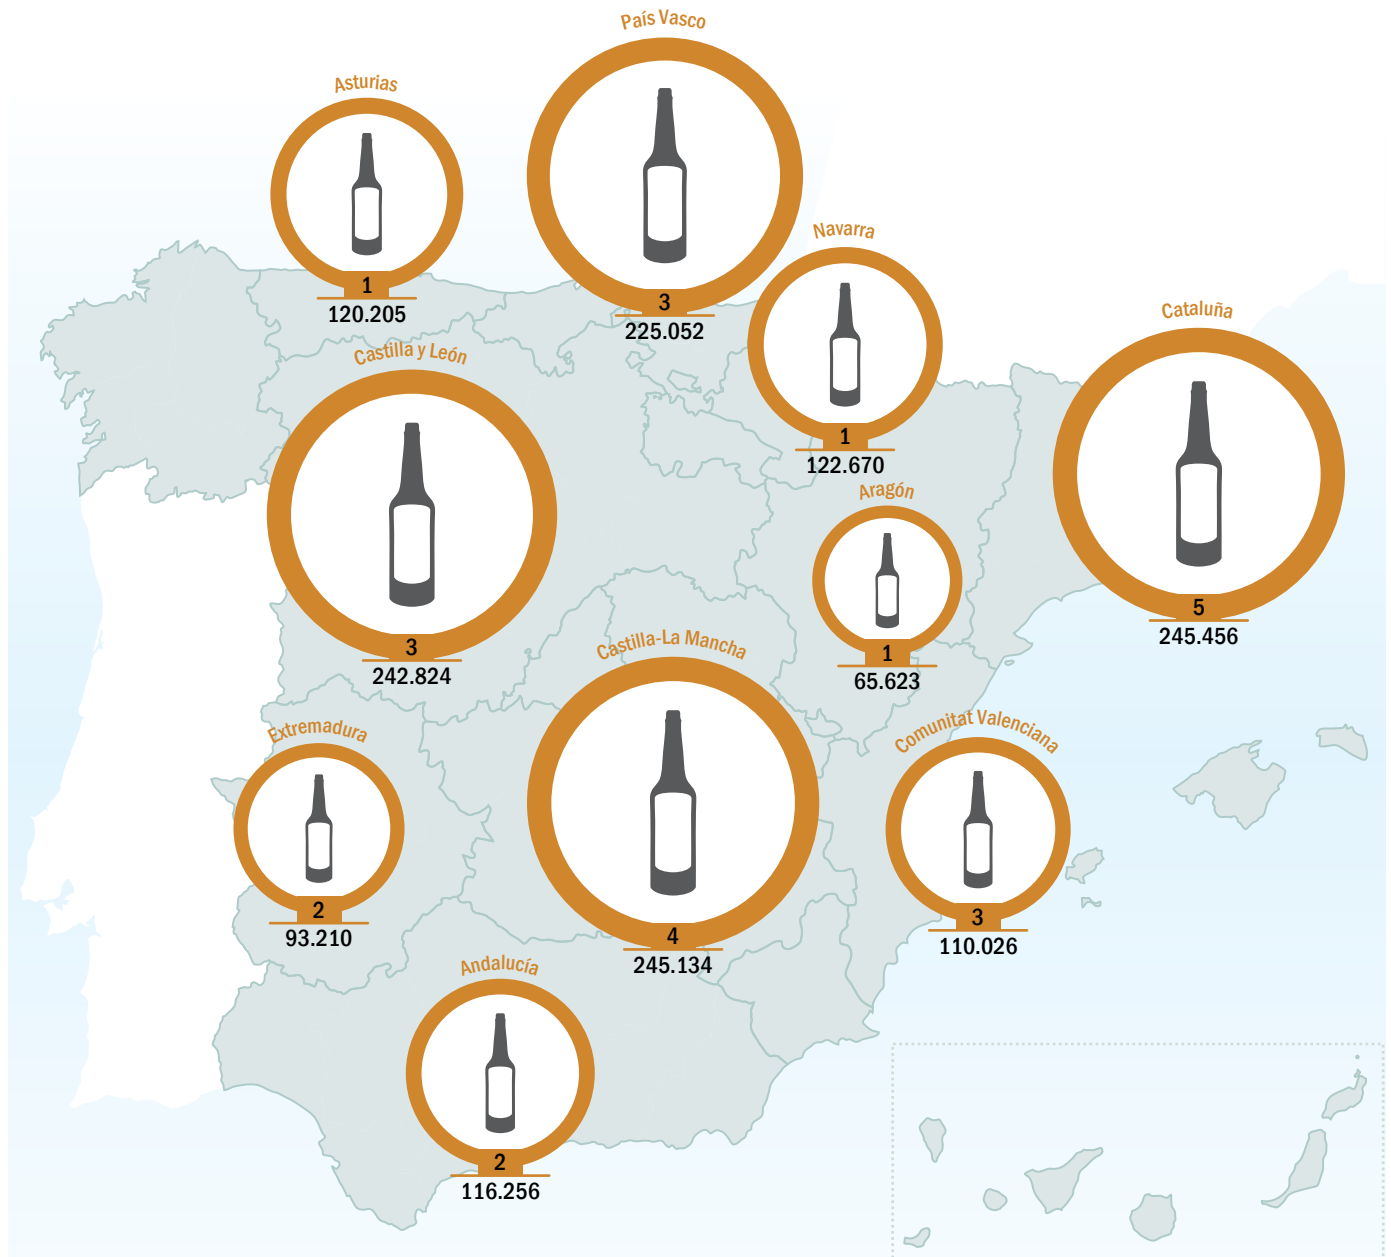 País Vasco
3
225.052
Asturias
1
120.205
Navarra
1
122.670
Cataluña
5
245.456
Castilla y León
3
242.824
Aragón
1
65.623
Castilla-La Mancha
4
245.134
Extremadura
2
93.210
Comunitat Valenciana
3
110.026
Andalucía
2
116.256